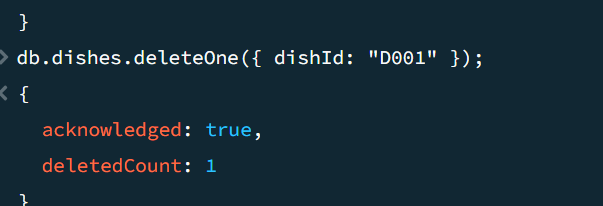 }
> db.dishes.deleteOne({ dishId: "D001" });
< {
acknowledged: true,
deletedCount: 1
}